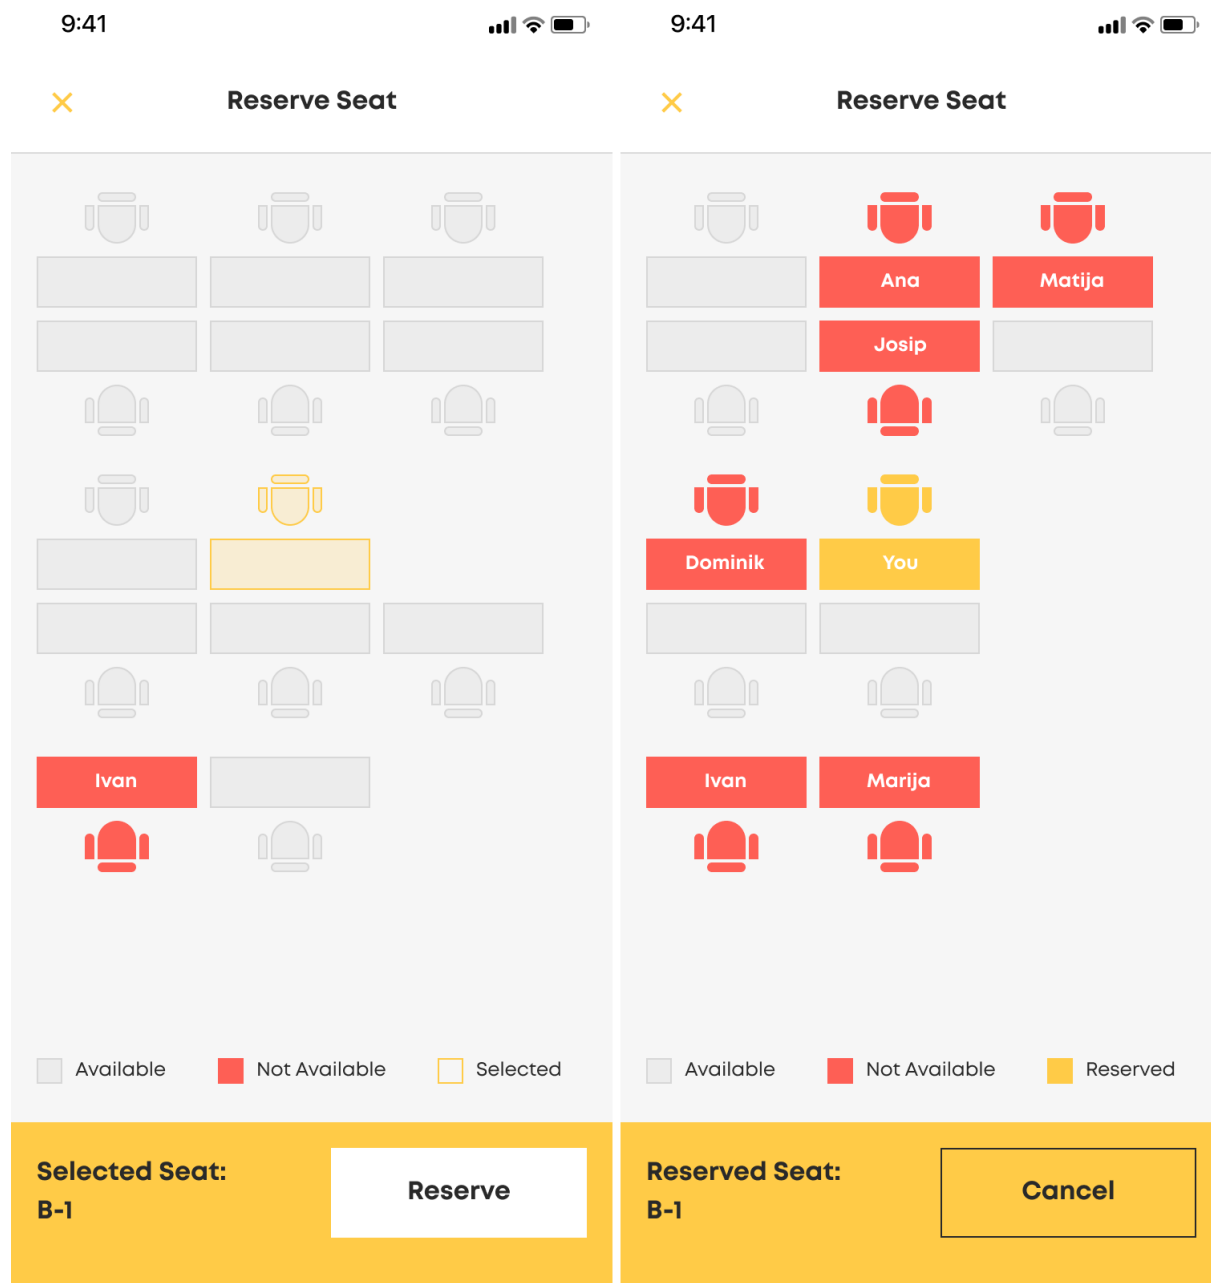 9:41
Reserve Seat
Ivan
Available
Not Available
Selected
Selected Seat:
B-1
Reserve
9:41
Reserve Seat
Ana
Matija
Josip
Dominik
You
Ivan
Marija
Available
Not Available
Reserved
Reserved Seat:
B-1
Cancel